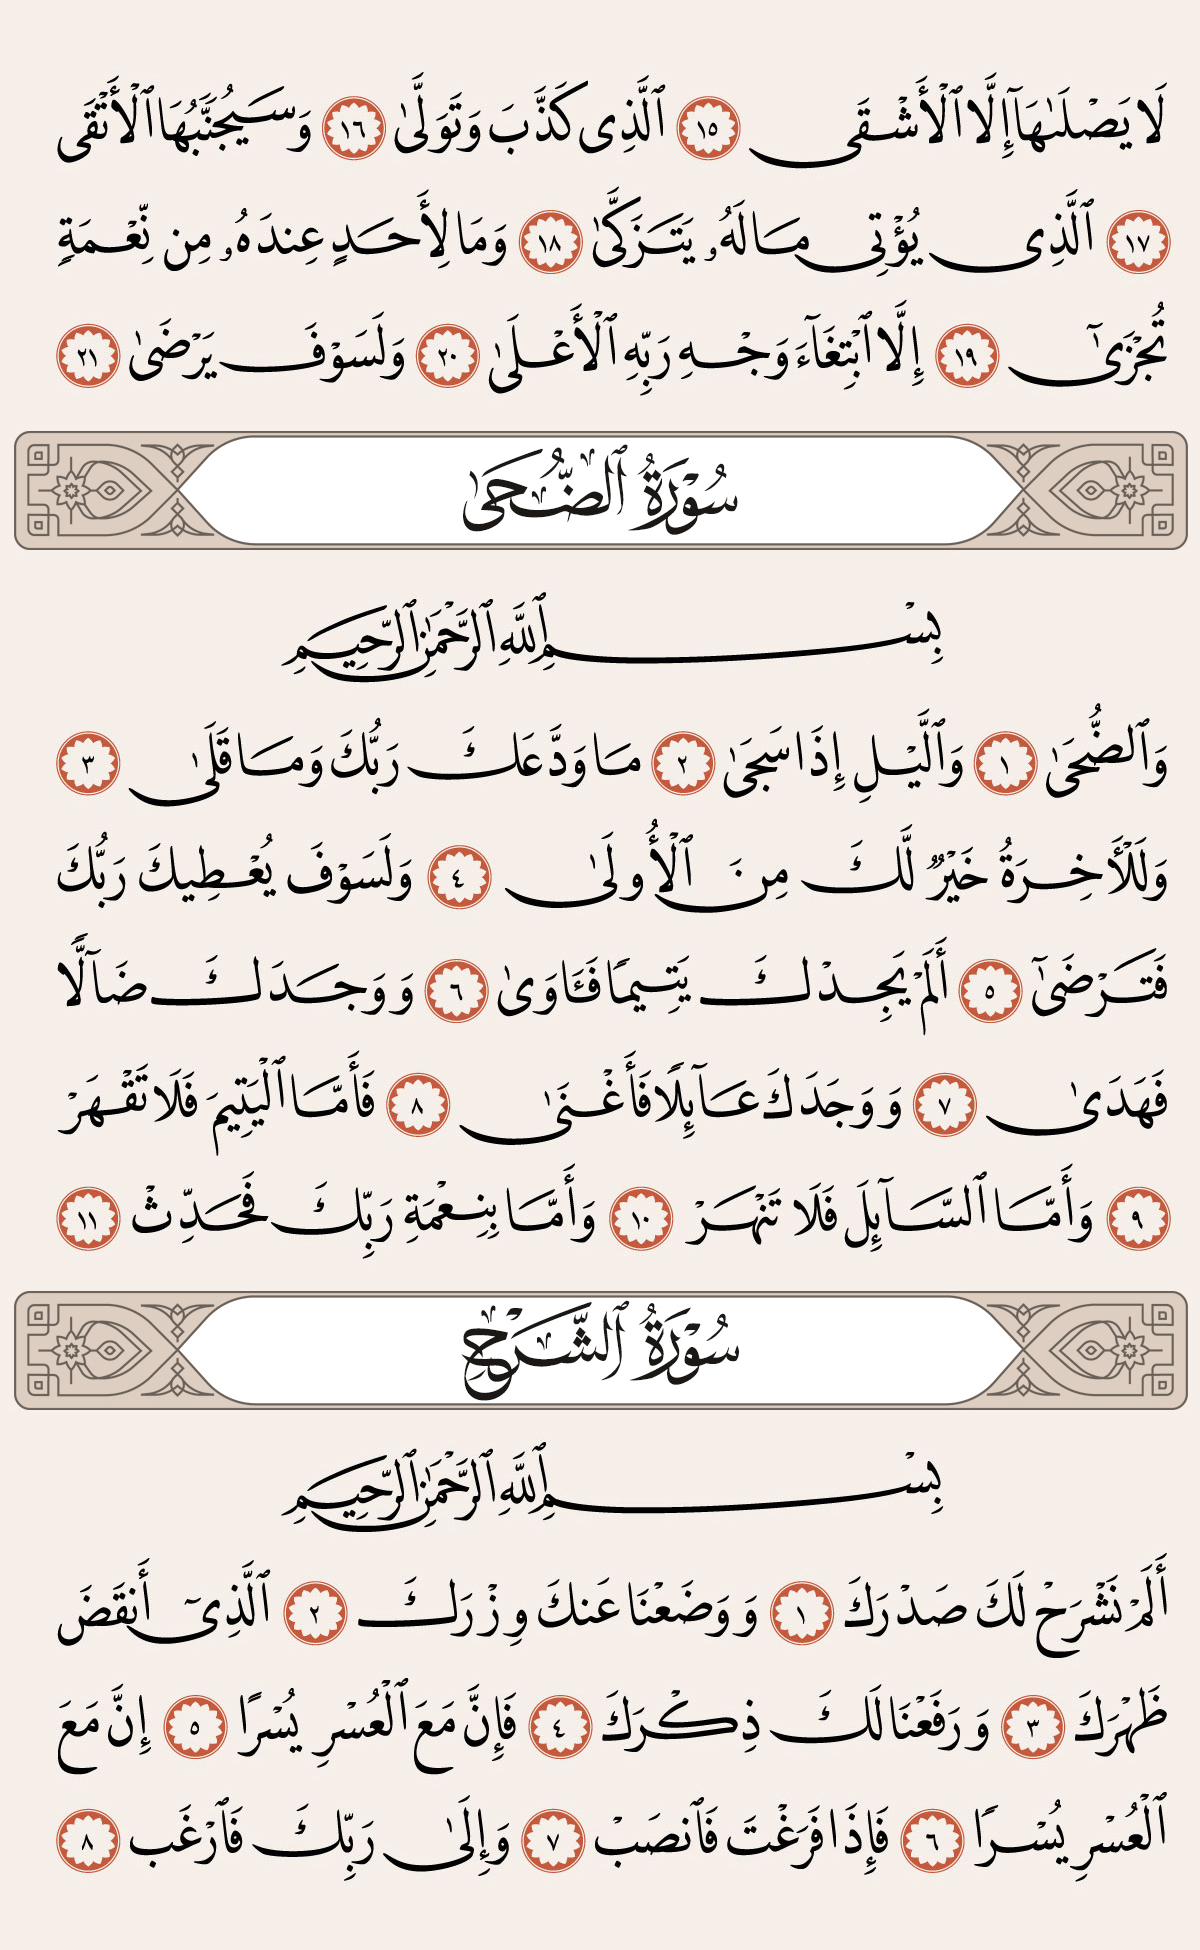 لَا يَصْلَىٰهَآ إِلَّا ٱلْأَشْقَى ١٥ ٱلَّذِى كَذَّبَ وَتَوَلَّىٰ ١٦ وَسَيُجَنَّبُهَا ٱلْأَتْقَى
١٧ ٱلَّذِى يُؤْتِى مَالَهُۥ يَتَزَكَّىٰ ١٨ وَمَا لِأَحَدٍ عِندَهُۥ مِن نِّعْمَةٍ
تُجْزَىٰٓ ١٩ إِلَّا ٱبْتِغَآءَ وَجْهِ رَبِّهِ ٱلْأَعْلَىٰ ٢٠ وَلَسَوْفَ يَرْضَىٰ ٢١
سُورَةُ ٱلضُّحَىٰ
بِسْمِ ٱللَّهِ ٱلرَّحْمَٰنِ ٱلرَّحِيمِ
وَٱلضُّحَىٰ ١ وَٱلَّيْلِ إِذَا سَجَىٰ ٢ مَا وَدَّعَكَ رَبُّكَ وَمَا قَلَىٰ ٣
وَلَلْأَخِرَةُ خَيْرٌ لَّكَ مِنَ ٱلْأُولَىٰ ٤ وَلَسَوْفَ يُعْطِيكَ رَبُّكَ
فَتَرْضَىٰٓ ٥ أَلَمْ يَجِدْكَ يَتِيمًا فَـَٔاوَىٰ ٦ وَوَجَدَكَ ضَآلًّا
فَهَدَىٰ ٧ وَوَجَدَكَ عَآئِلًا فَأَغْنَىٰ ٨ فَأَمَّا ٱلْيَتِيمَ فَلَا تَقْهَرْ
٩ وَأَمَّا ٱلسَّآئِلَ فَلَا تَنْهَرْ ١٠ وَأَمَّا بِنِعْمَةِ رَبِّكَ فَحَدِّثْ ١١
سُورَةُ ٱلشَّرْحِ
بِسْمِ ٱللَّهِ ٱلرَّحْمَٰنِ ٱلرَّحِيمِ
أَلَمْ نَشْرَحْ لَكَ صَدْرَكَ ١ وَوَضَعْنَا عَنكَ وِزْرَكَ ٢ ٱلَّذِىٓ أَنقَضَ
ظَهْرَكَ ٣ وَرَفَعْنَا لَكَ ذِكْرَكَ ٤ فَإِنَّ مَعَ ٱلْعُسْرِ يُسْرًا ٥ إِنَّ مَعَ
ٱلْعُسْرِ يُسْرًا ٦ فَإِذَا فَرَغْتَ فَٱنصَبْ ٧ وَإِلَىٰ رَبِّكَ فَٱرْغَب ٨